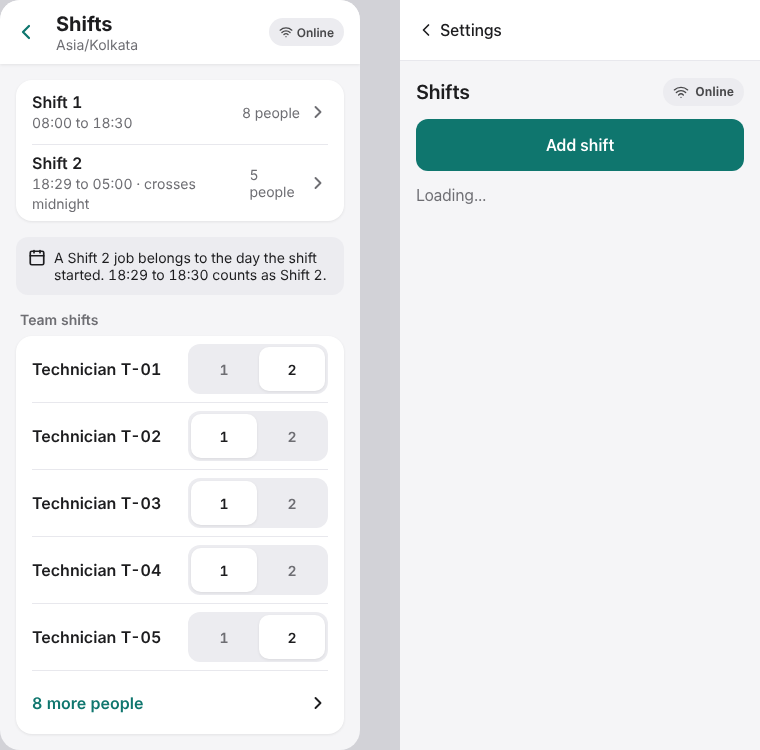 Shifts
Asia/Kolkata
Online
Shift 1
08:00 to 18:30
8 people
Shift 2
18:29 to 05:00 · crosses
midnight
5
people
A Shift 2 job belongs to the day the shift
started. 18:29 to 18:30 counts as Shift 2.
Team shifts
Technician T-01 1 2
Technician T-02 1 2
Technician T-03 1 2
Technician T-04 1 2
Technician T-05 1 2
8 more people
Settings
Shifts
Online
Add shift
Loading...